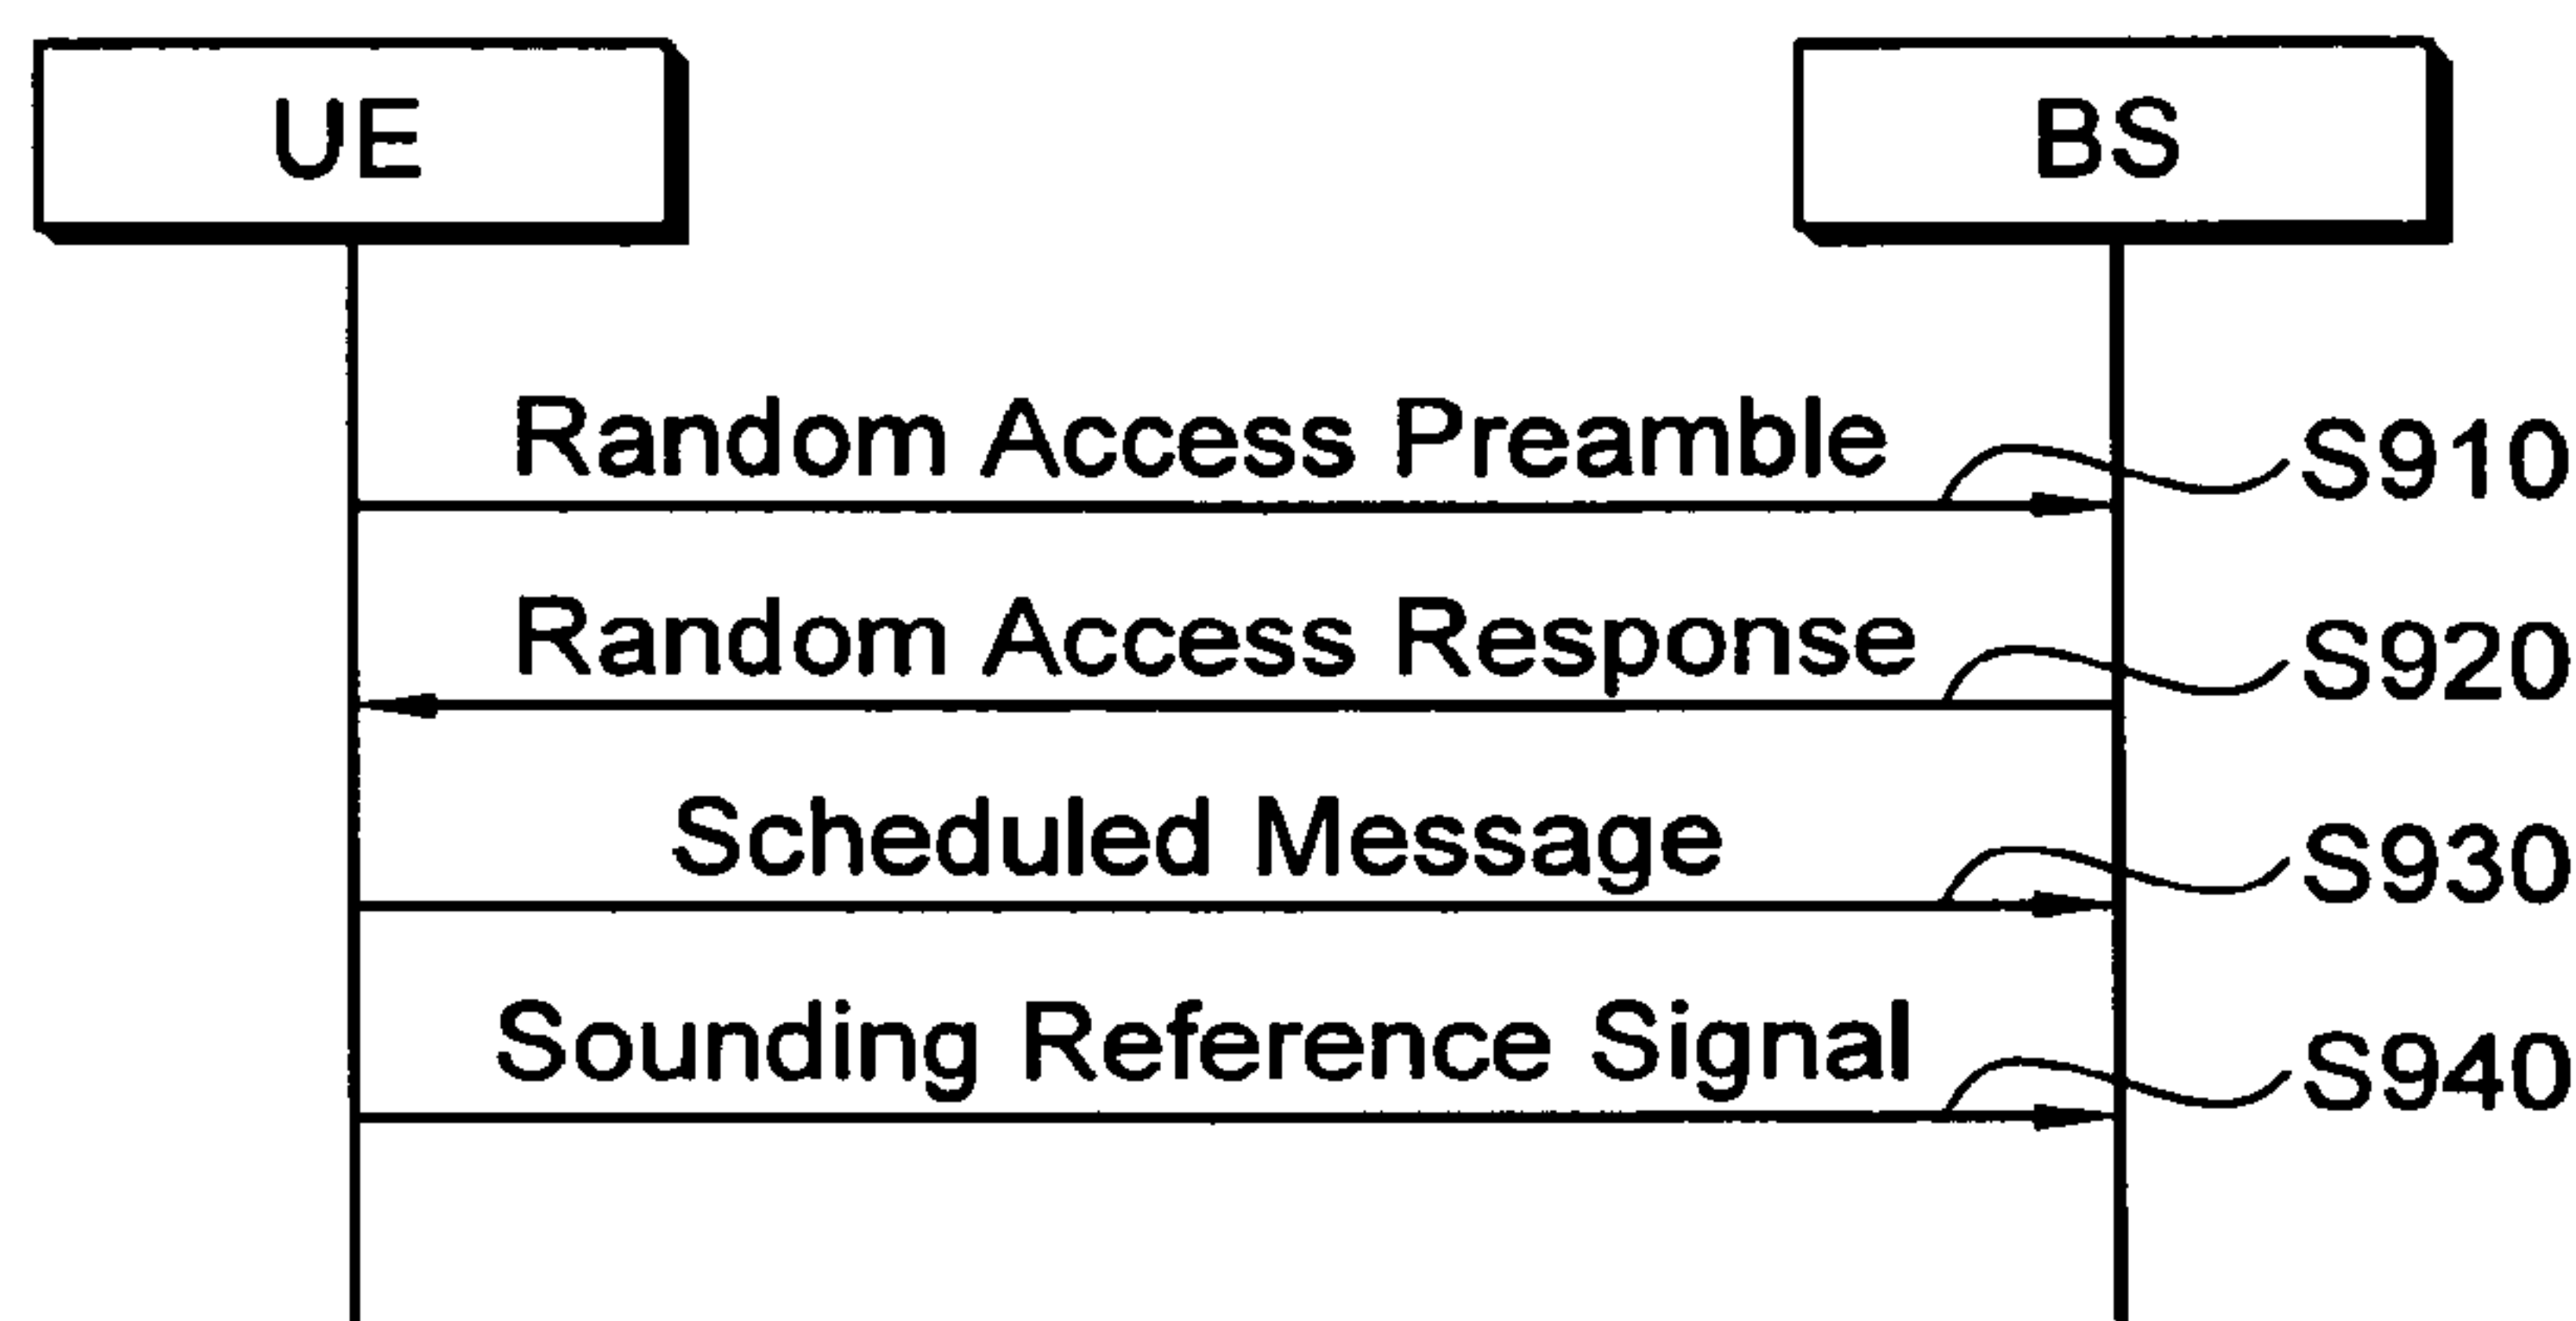 UE
BS
Random Access Preamble
S910
Random Access Response
S920
Scheduled Message
S930
Sounding Reference Signal
S940